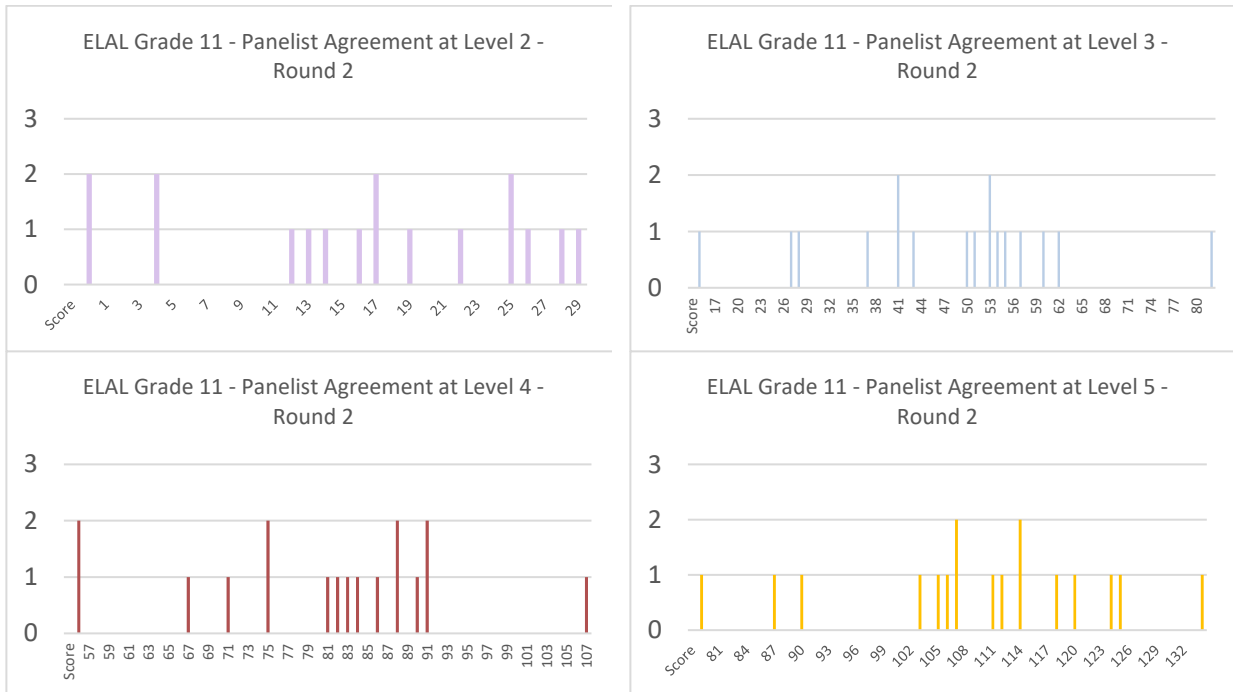 ELAL Grade 11 - Panelist Agreement at Level 2 -
Round 2
3
2
1
0
Score 1 3 5 7 9 11 13 15 17 19 21 23 25 27 29
ELAL Grade 11 - Panelist Agreement at Level 3 -
Round 2
3
2
1
0
Score 17 20 23 26 29 35 38 41 47 50 53 56 59 62 65 68 71 74 77 80
ELAL Grade 11 - Panelist Agreement at Level 4 -
Round 2
3
2
1
0
Score 57 59 61 63 65 67 69 71 73 75 77 79 81 83 85 87 89 91 93 95 97 99 101 103 105 107
ELAL Grade 11 - Panelist Agreement at Level 5 -
Round 2
3
2
1
0
Score 81 84 87 90 93 96 99 102 105 108 111 114 117 120 123 126 129 132